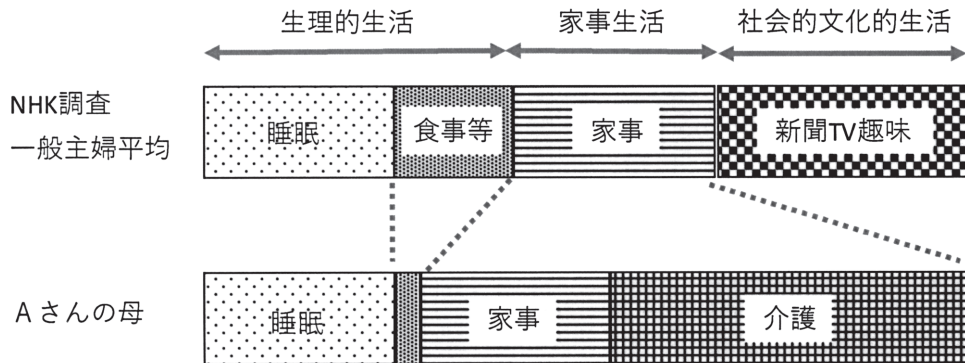 生理的生活 家事生活 社会的文化的生活
NHK調査
一般主婦平均
睡眠 食事等 家事 新聞TV趣味
Aさんの母
睡眠 家事 介護